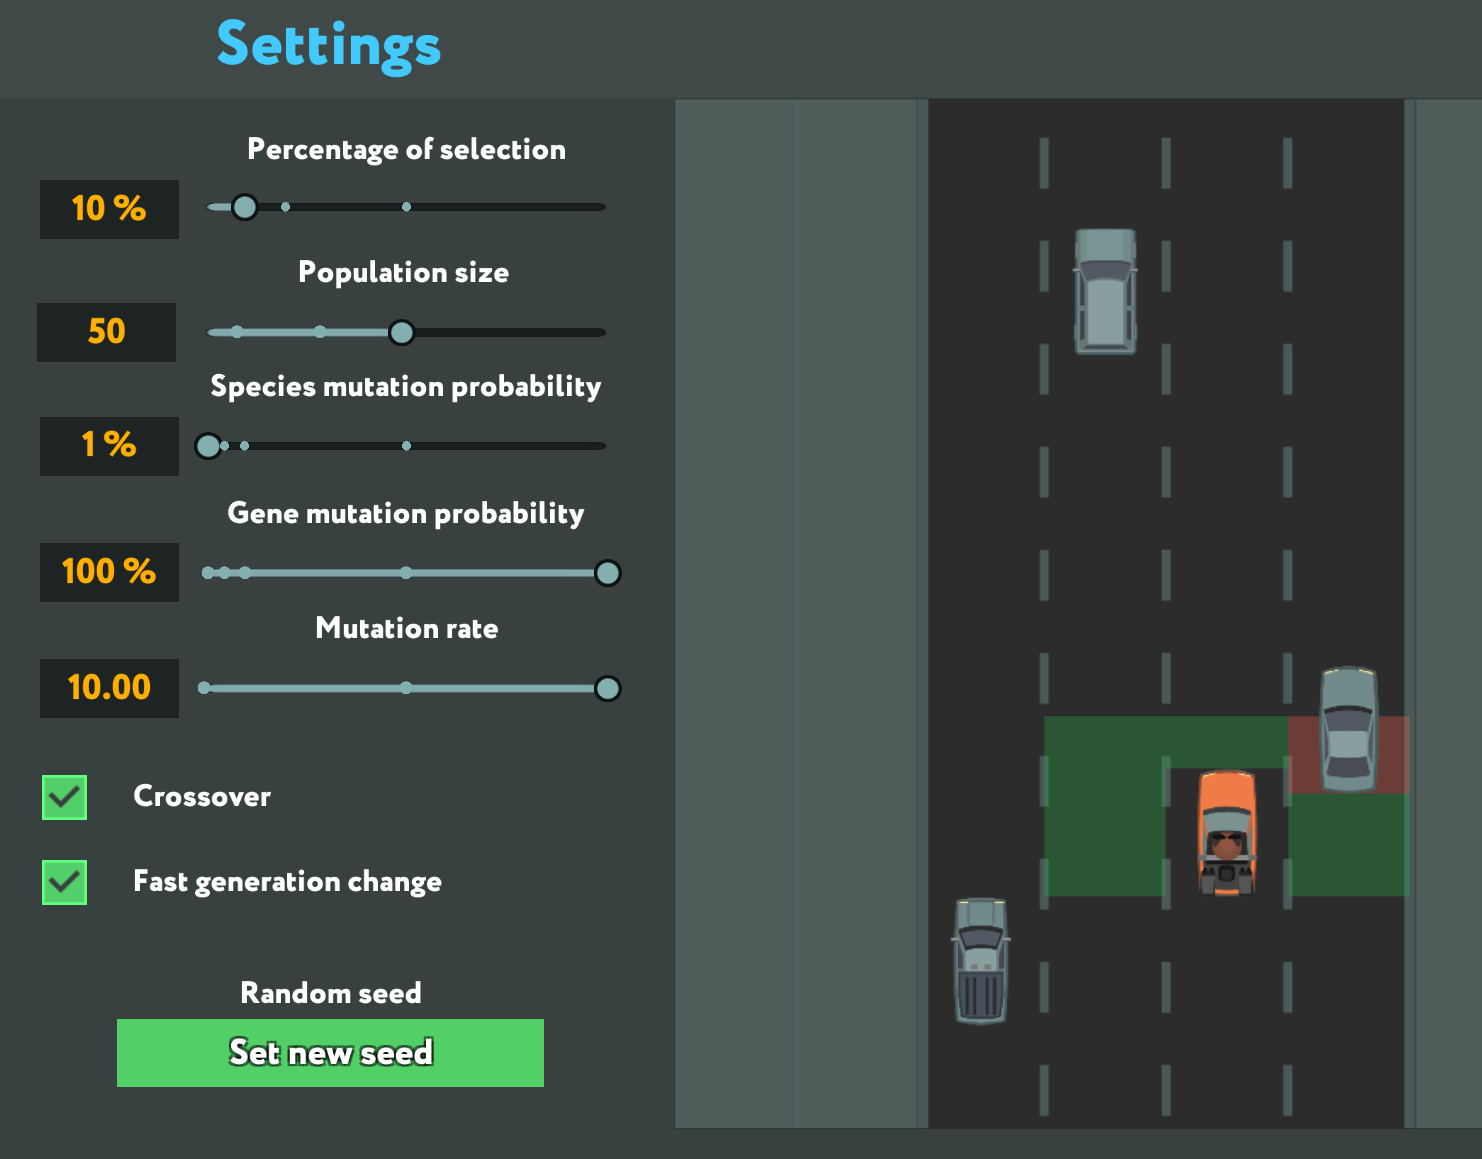 Settings
Percentage of selection
10 %
Population size
50
Species mutation probability
1 %
Gene mutation probability
100 %
Mutation rate
10.00
Crossover
Fast generation change
Random seed
Set new seed